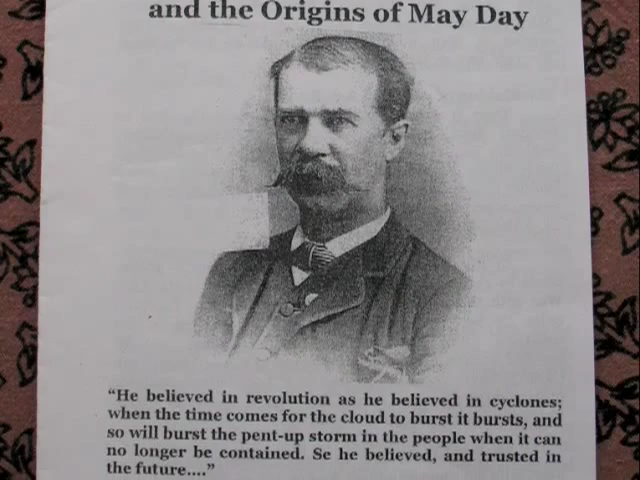 and the Origins of May Day
“He believed in revolution as he believed in cyclones;
when the time comes for the cloud to burst it bursts, and
so will burst the pent-up storm in the people when it can
no longer be contained. Se he believed, and trusted in
the future....”